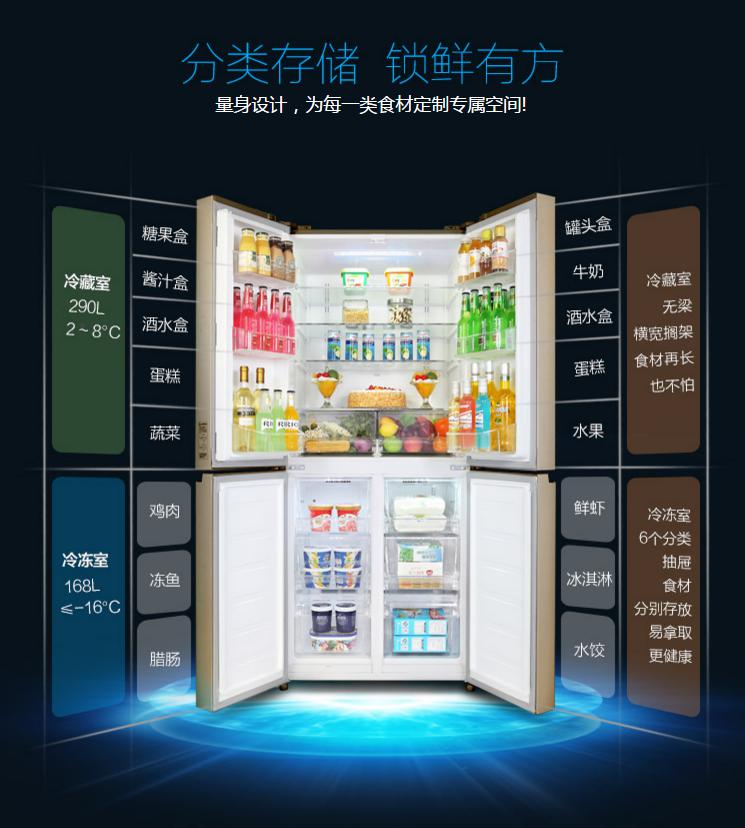 分类存储 锁鲜有方
量身设计，为每一类食材定制专属空间!
冷藏室
290L
2~8°C
糖果盒
酱汁盒
酒水盒
蛋糕
蔬菜
罐头盒
牛奶
酒水盒
蛋糕
水果
冷藏室
无梁
横宽搁架
食材再长
也不怕
冷冻室
168L
≤-16°C
鸡肉
冻鱼
腊肠
鲜虾
冰淇淋
水饺
冷冻室
6个分类
抽屉
食材
分别存放
易拿取
更健康